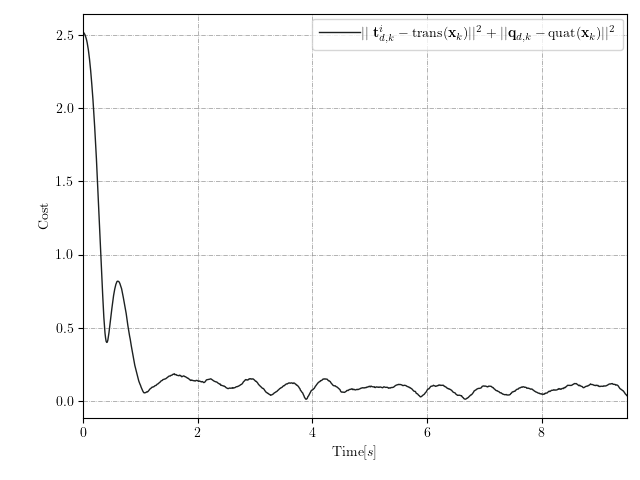 || t^i_{d,k} − trans(x_k)||² + ||q_{d,k} − quat(x_k)||²
2.5
2.0
1.5
1.0
0.5
0.0
Cost
0 2 4 6 8
Time[s]